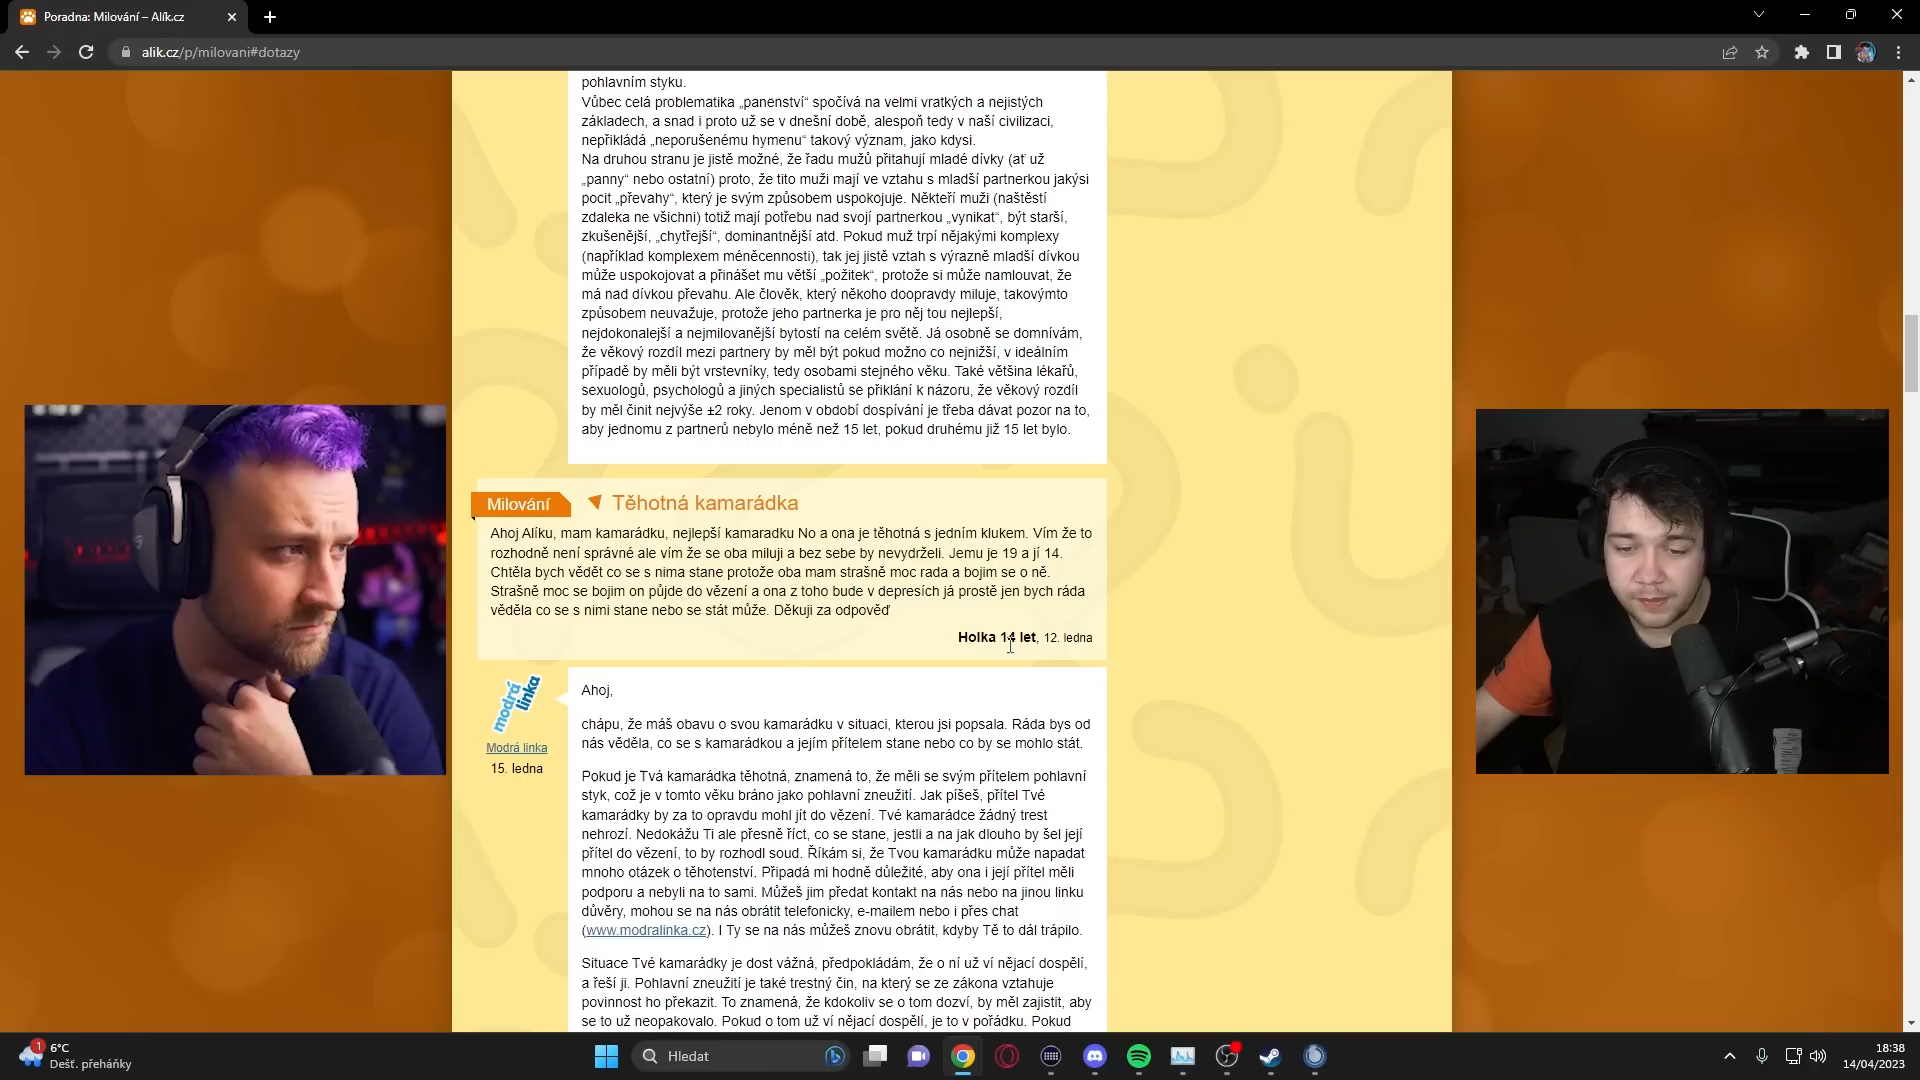 Poradna: Milování – Alík.cz
alik.cz/p/milovani#dotazy
pohlavním styku.
Vůbec celá problematika „panenství“ spočívá na velmi vratkých a nejistých
základech, a snad i proto už se v dnešní době, alespoň tedy v naší civilizaci,
nepřikládá „neporušenému hymenu“ takový význam, jako kdysi.
Na druhou stranu je jistě možné, že řadu mužů přitahují mladé dívky (ať už
„panny“ nebo ostatní) proto, že tito muži mají ve vztahu s mladší partnerkou jakýsi
pocit „převahy“, který je svým způsobem uspokojuje. Někteří muži (naštěstí
zdaleka ne všichni) totiž mají potřebu nad svojí partnerkou „vynikat“, být starší,
zkušenější, „chytřejší“, dominantnější atd. Pokud muž trpí nějakými komplexy
(například komplexem méněcennosti), tak jej jistě vztah s výrazně mladší dívkou
může uspokojovat a přinášet mu větší „požitek“, protože si může namlouvat, že
má nad dívkou převahu. Ale člověk, který někoho doopravdy miluje, takovýmto
způsobem neuvažuje, protože jeho partnerka je pro něj tou nejlepší,
nejdokonalejší a nejmilovanější bytostí na celém světě. Já osobně se domnívám,
že věkový rozdíl mezi partnery by měl být pokud možno co nejnižší, v ideálním
případě by měli být vrstevníky, tedy osobami stejného věku. Také většina lékařů,
sexuologů, psychologů a jiných specialistů se přiklání k názoru, že věkový rozdíl
by měl činit nejvýše ±2 roky. Jenom v období dospívání je třeba dávat pozor na to,
aby jednomu z partnerů nebylo méně než 15 let, pokud druhému již 15 let bylo.
Milování
Těhotná kamarádka
Ahoj Alíku, mam kamarádku, nejlepší kamaradku No a ona je těhotná s jedním klukem. Vím že to
rozhodně není správné ale vím že se oba miluji a bez sebe by nevydrželi. Jemu je 19 a jí 14.
Chtěla bych vědět co se s nima stane protože oba mam strašně moc rada a bojim se o ně.
Strašně moc se bojim on půjde do vězení a ona z toho bude v depresích já prostě jen bych ráda
věděla co se s nimi stane nebo se stát může. Děkuji za odpověď
Holka 14 let, 12. ledna
modrá
linka
Modrá linka
15. ledna
Ahoj,
chápu, že máš obavu o svou kamarádku v situaci, kterou jsi popsala. Ráda bys od
nás věděla, co se s kamarádkou a jejím přítelem stane nebo co by se mohlo stát.
Pokud je Tvá kamarádka těhotná, znamená to, že měli se svým přítelem pohlavní
styk, což je v tomto věku bráno jako pohlavní zneužití. Jak píšeš, přítel Tvé
kamarádky by za to opravdu mohl jít do vězení. Tvé kamarádce žádný trest
nehrozí. Nedokážu Ti ale přesně říct, co se stane, jestli a na jak dlouho by šel její
přítel do vězení, to by rozhodl soud. Říkám si, že Tvou kamarádku může napadat
mnoho otázek o těhotenství. Připadá mi hodně důležité, aby ona i její přítel měli
podporu a nebyli na to sami. Můžeš jim předat kontakt na nás nebo na jinou linku
důvěry, mohou se na nás obrátit telefonicky, e-mailem nebo i přes chat
(www.modralinka.cz). I Ty se na nás můžeš znovu obrátit, kdyby Tě to dál trápilo.
Situace Tvé kamarádky je dost vážná, předpokládám, že o ní už ví nějací dospělí,
a řeší ji. Pohlavní zneužití je také trestný čin, na který se ze zákona vztahuje
povinnost ho překazit. To znamená, že kdokoliv se o tom dozví, by měl zajistit, aby
se to už neopakovalo. Pokud o tom už ví nějací dospělí, je to v pořádku. Pokud
1
6°C
Dešť. přeháňky
Hledat
18:38
14/04/2023